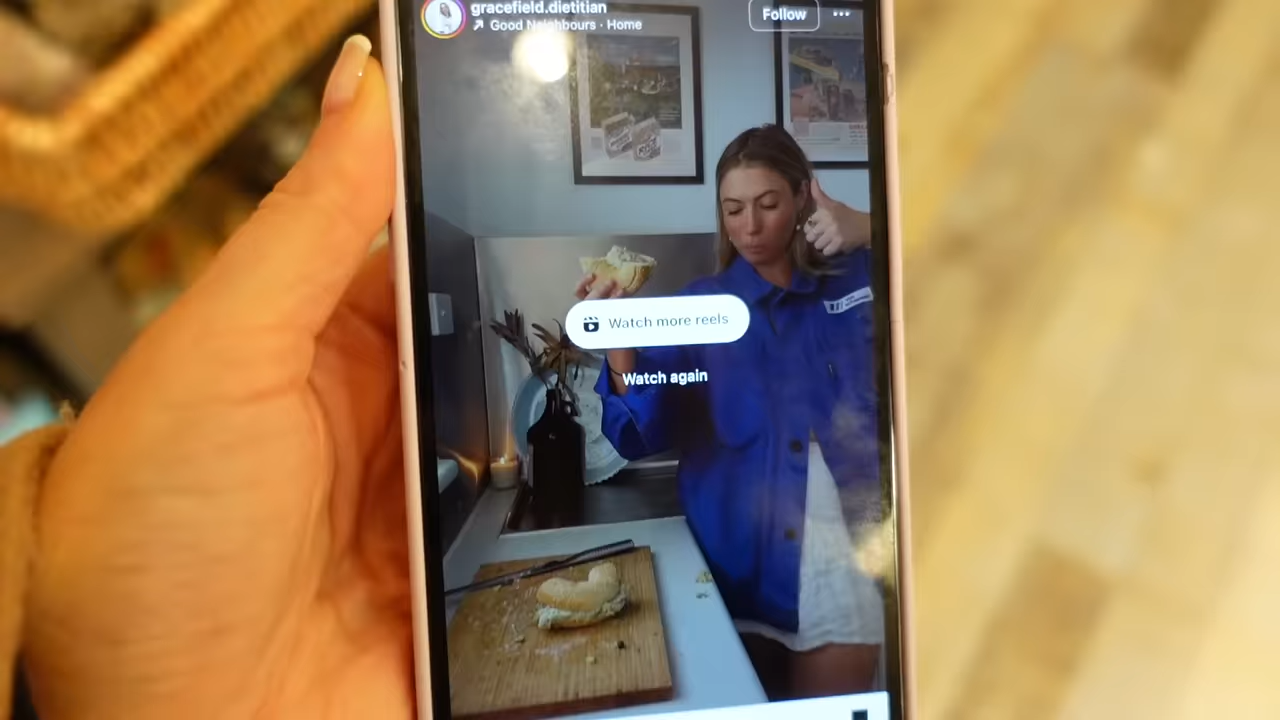 gracefield.dietitian
Good Neighbours · Home
Follow
Watch more reels
Watch again